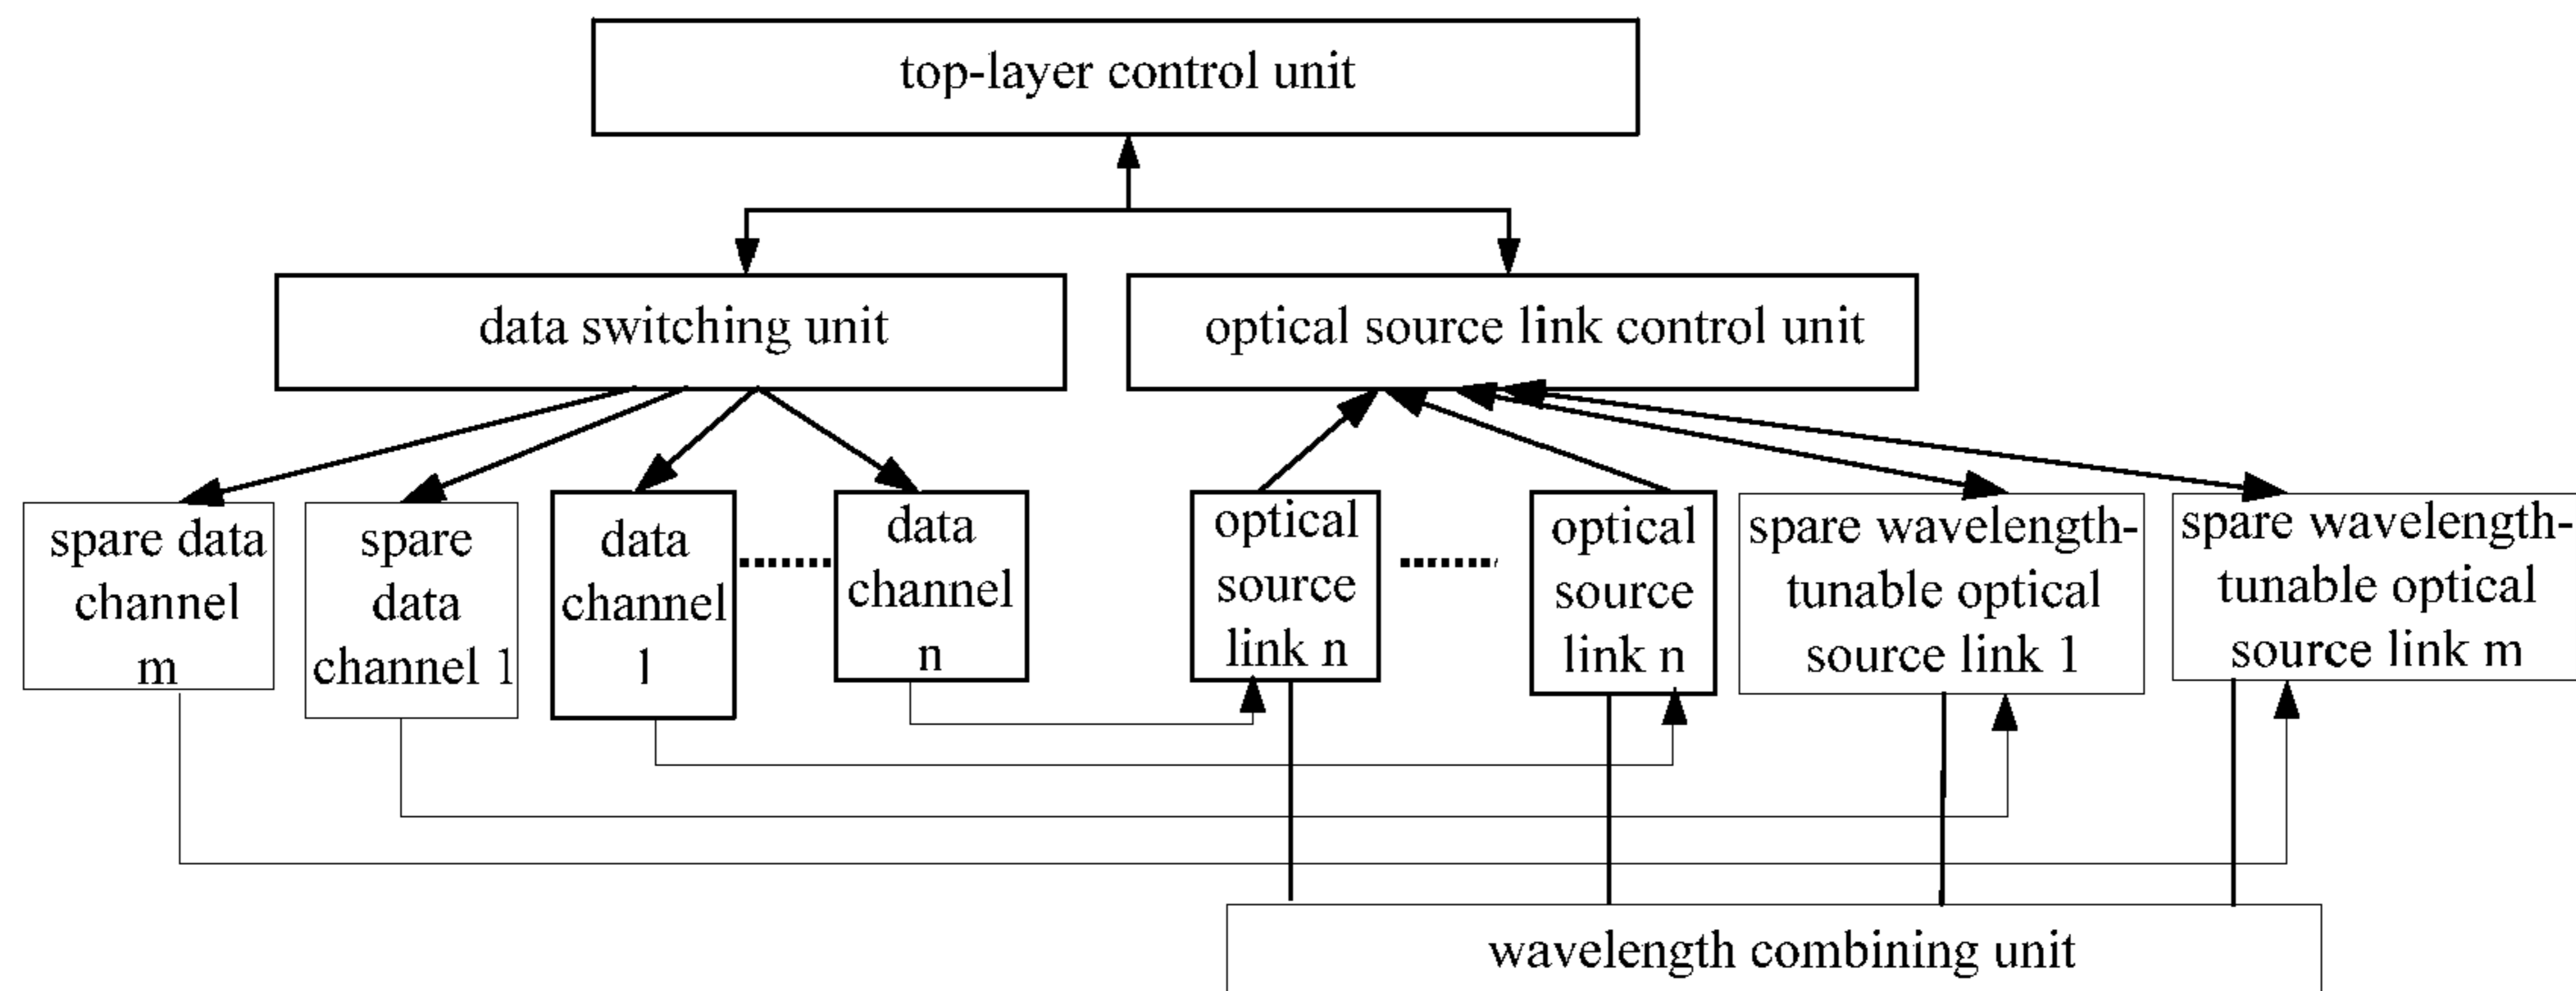 top-layer control unit
data switching unit
optical source link control unit
spare data
channel
m
spare
data
channel 1
data
channel
1
data
channel
n
optical
source
link n
optical
source
link n
spare wavelength-
tunable optical
source link 1
spare wavelength-
tunable optical
source link m
wavelength combining unit